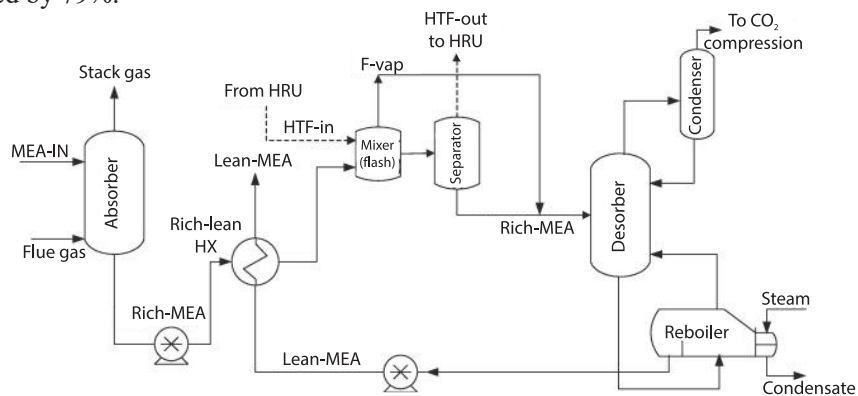 ed by 79%.
HTF-out
to HRU
To CO₂
compression
Stack gas
F-vap
From HRU
HTF-in
Condenser
MEA-IN
Absorber
Mixer
(flash)
Separator
Lean-MEA
Rich-lean
HX
Rich-MEA
Desorber
Flue gas
Rich-MEA
Steam
Reboiler
Lean-MEA
Condensate